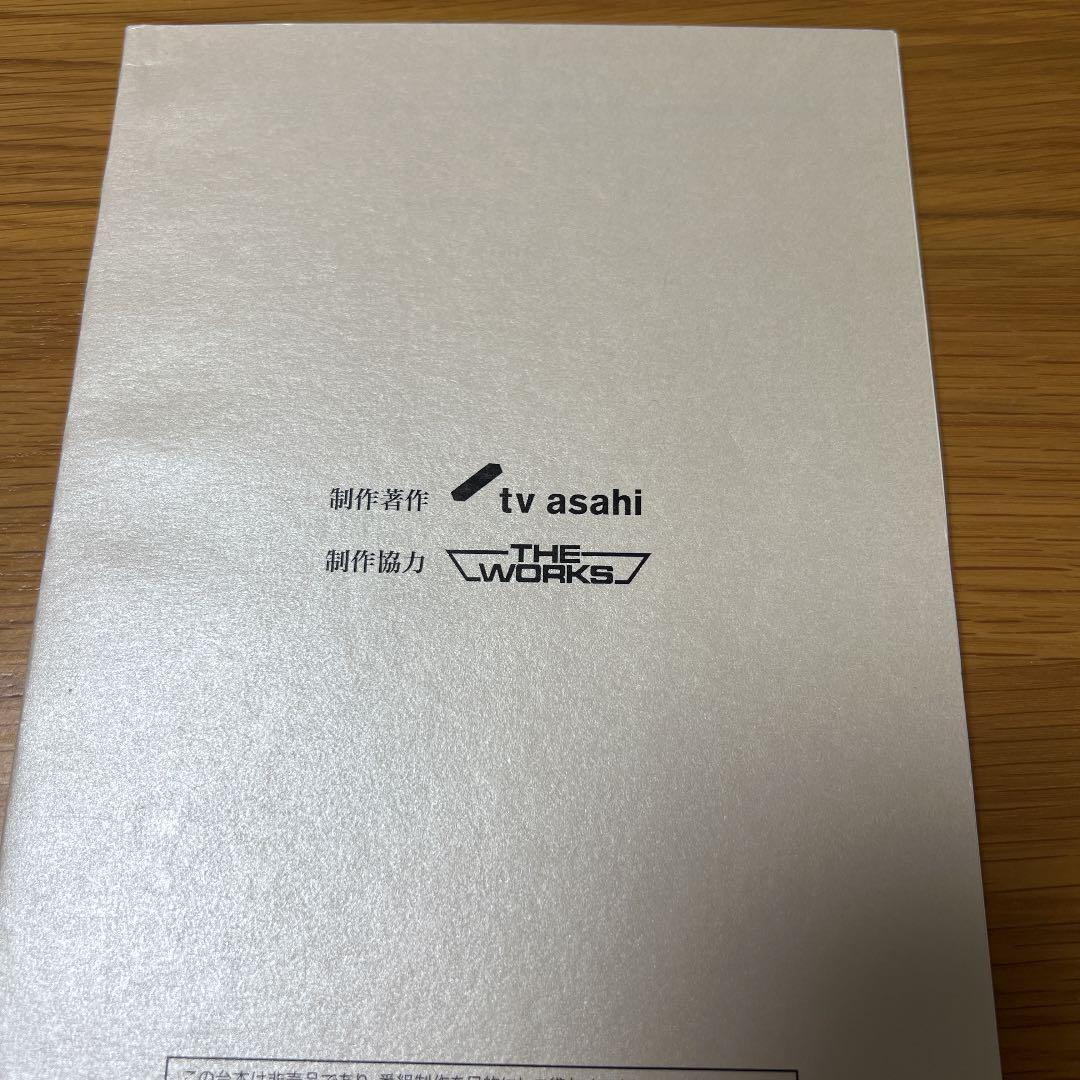 制作著作 tv asahi
制作協力 THE WORKS
この台本は非売品であり、番組制作を目的に